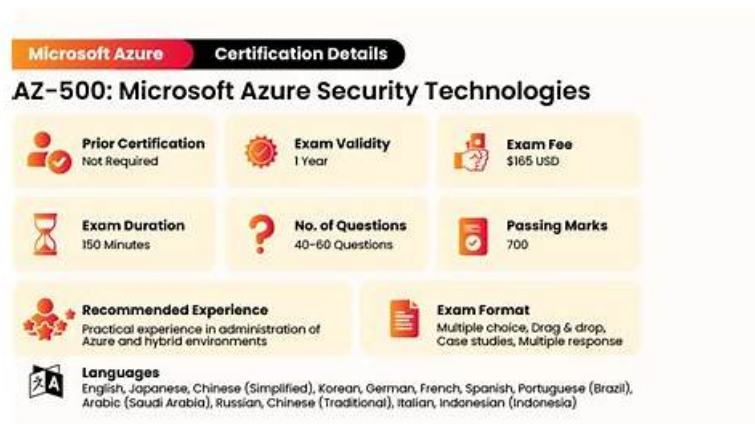 Microsoft Azure
Certification Details
AZ-500: Microsoft Azure Security Technologies
Prior Certification
Not Required
Exam Validity
1 Year
Exam Fee
$165 USD
Exam Duration
150 Minutes
No. of Questions
40-60 Questions
Passing Marks
700
Recommended Experience
Practical experience in administration of
Azure and hybrid environments
Exam Format
Multiple choice, Drag & drop,
Case studies, Multiple response
Languages
English, Japanese, Chinese (Simplified), Korean, German, French, Spanish, Portuguese (Brazil),
Arabic (Saudi Arabia), Russian, Chinese (Traditional), Italian, Indonesian (Indonesia)